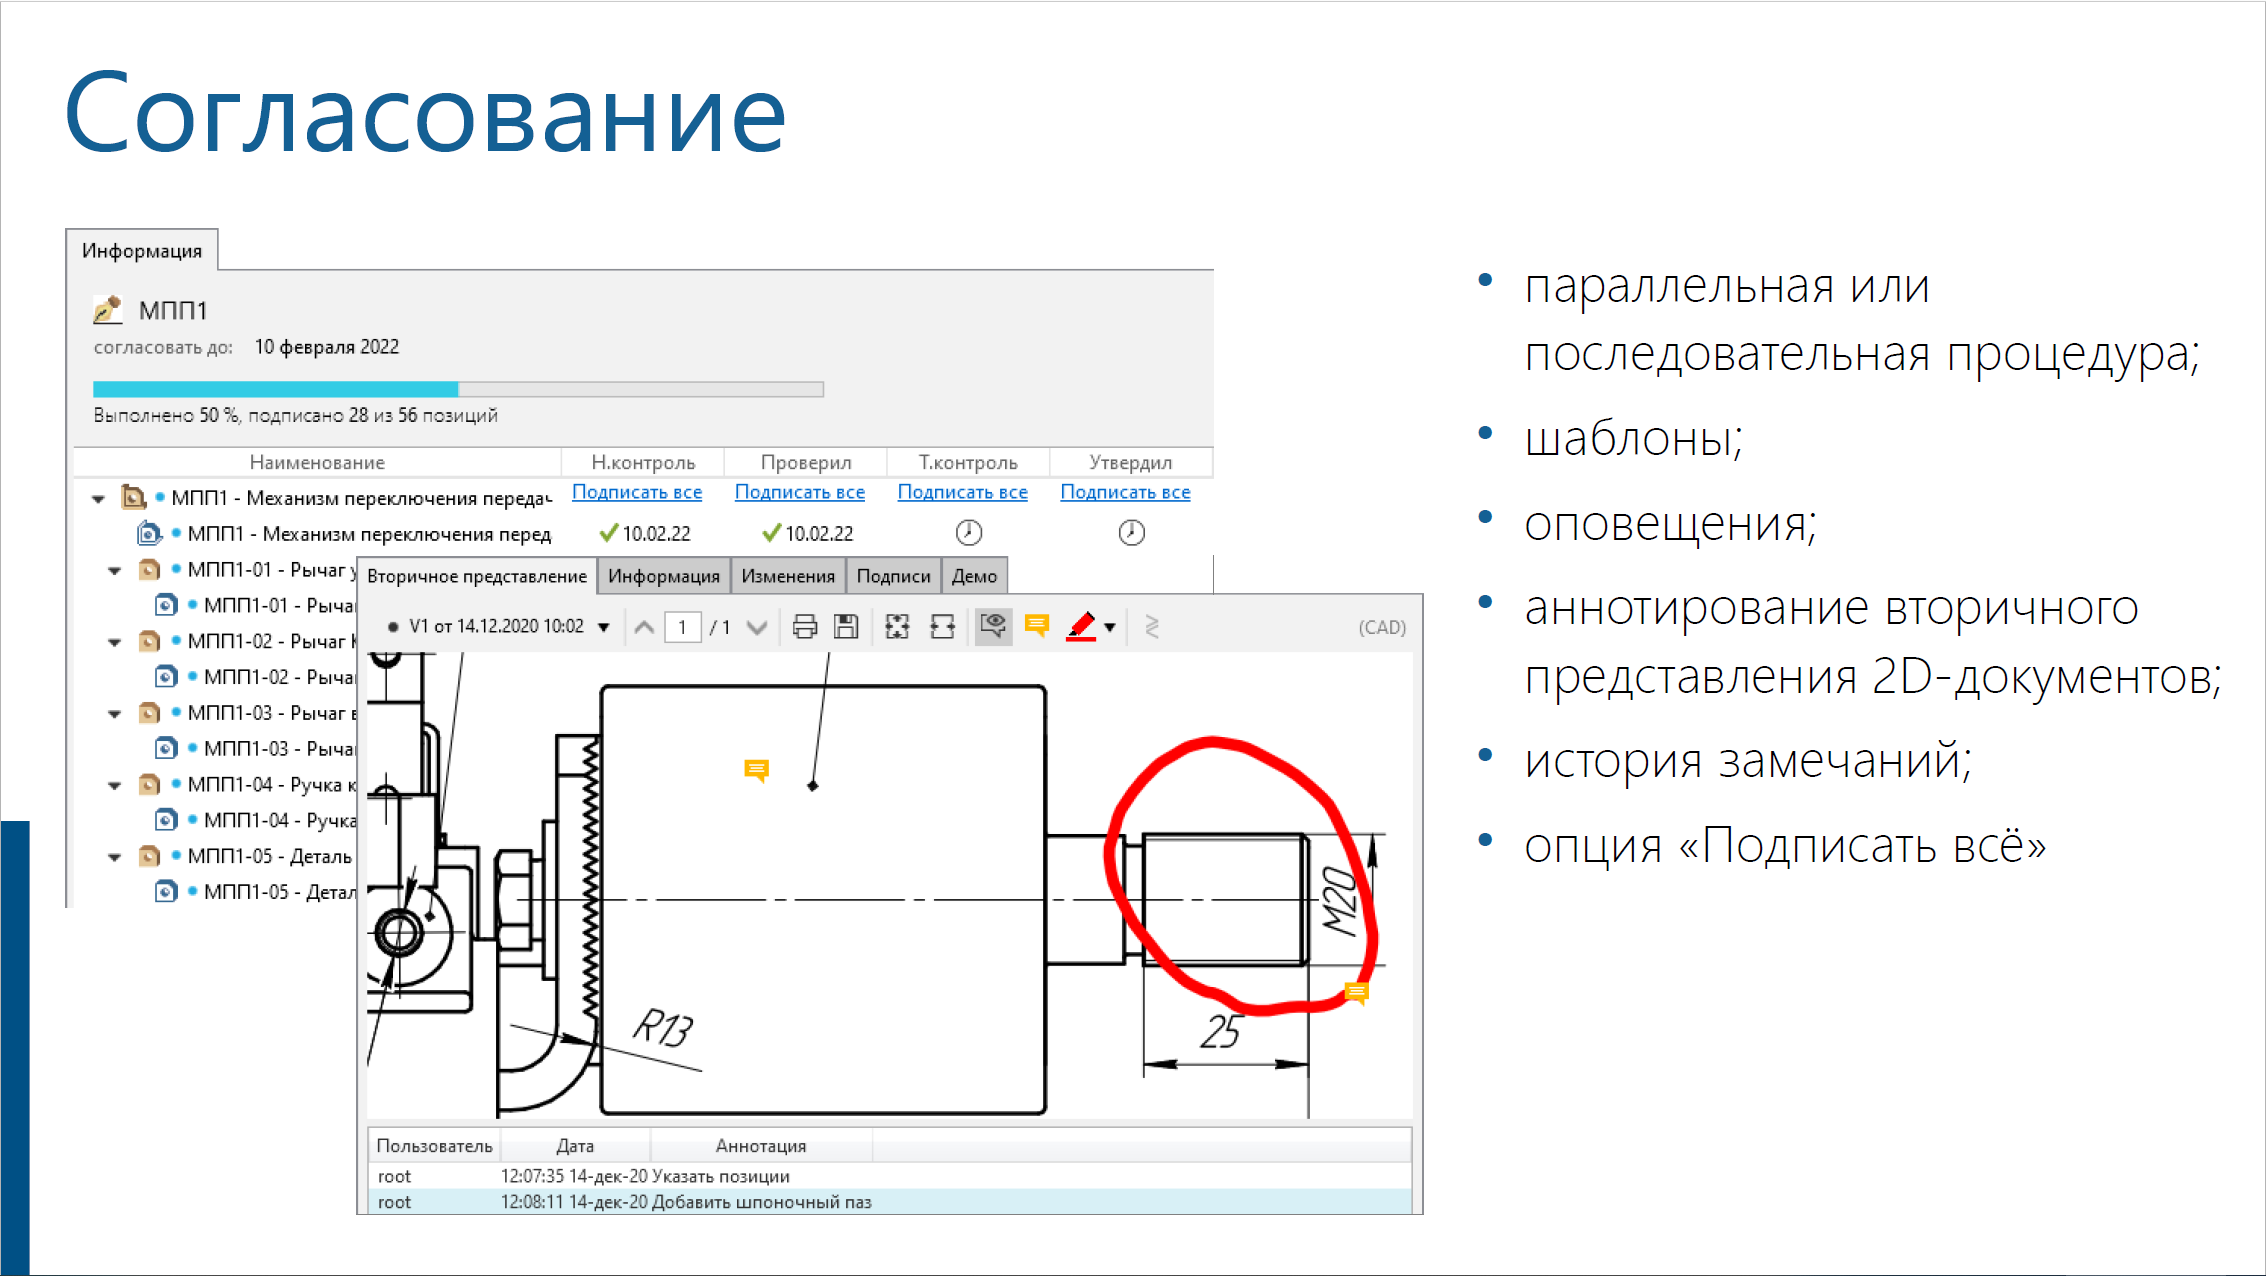 Согласование
Информация
МПП1
согласовать до: 10 февраля 2022
Выполнено 50 %, подписано 28 из 56 позиций
Наименование Н.контроль Проверил Т.контроль Утвердил
МПП1 - Механизм переключения передач Подписать все Подписать все Подписать все Подписать все
МПП1 - Механизм переключения перед 10.02.22 10.02.22
МПП1-01 - Рычаг у
МПП1-01 - Рыча
МПП1-02 - Рычаг К
МПП1-02 - Рыча
МПП1-03 - Рычаг в
МПП1-03 - Рыча
МПП1-04 - Ручка к
МПП1-04 - Ручка
МПП1-05 - Деталь
МПП1-05 - Детал
Вторичное представление Информация Изменения Подписи Демо
V1 от 14.12.2020 10:02 1 / 1 (CAD)
M20
R13
25
Пользователь Дата Аннотация
root 12:07:35 14-дек-20 Указать позиции
root 12:08:11 14-дек-20 Добавить шпоночный паз
• параллельная или
последовательная процедура;
• шаблоны;
• оповещения;
• аннотирование вторичного
представления 2D-документов;
• история замечаний;
• опция «Подписать всё»